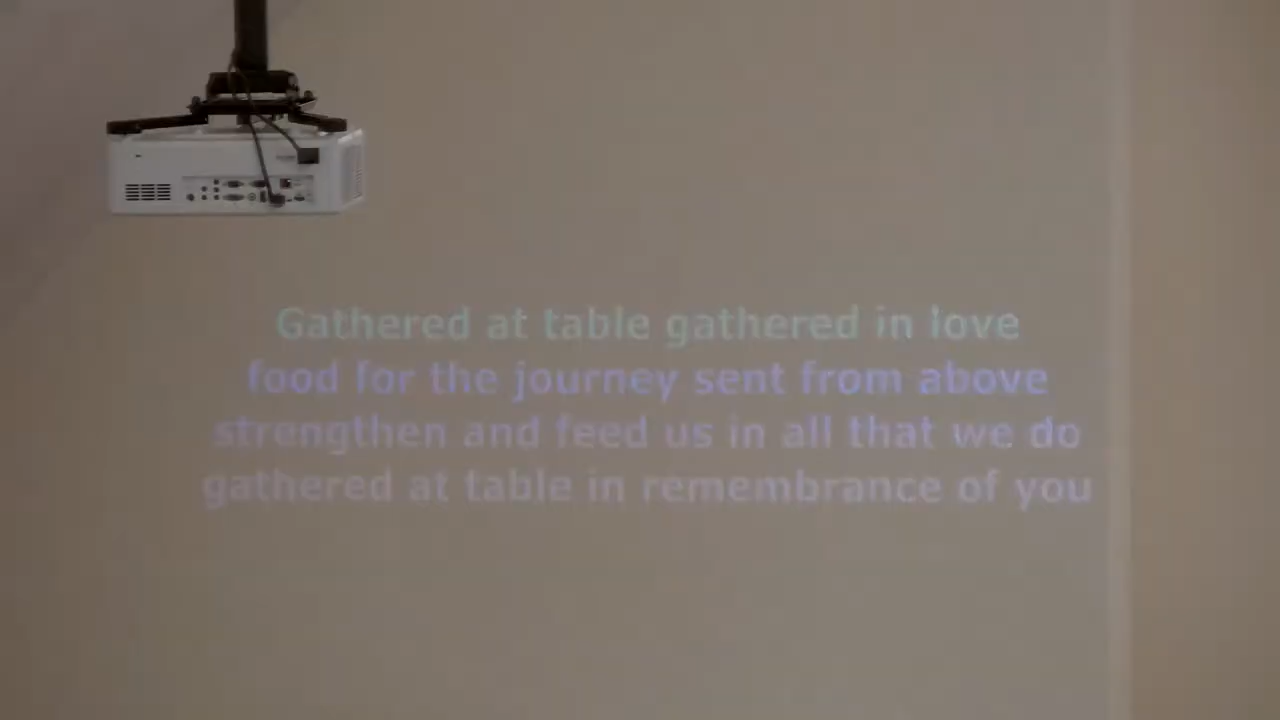 Gathered at table gathered in love
food for the journey sent from above
strengthen and feed us in all that we do
gathered at table in remembrance of you